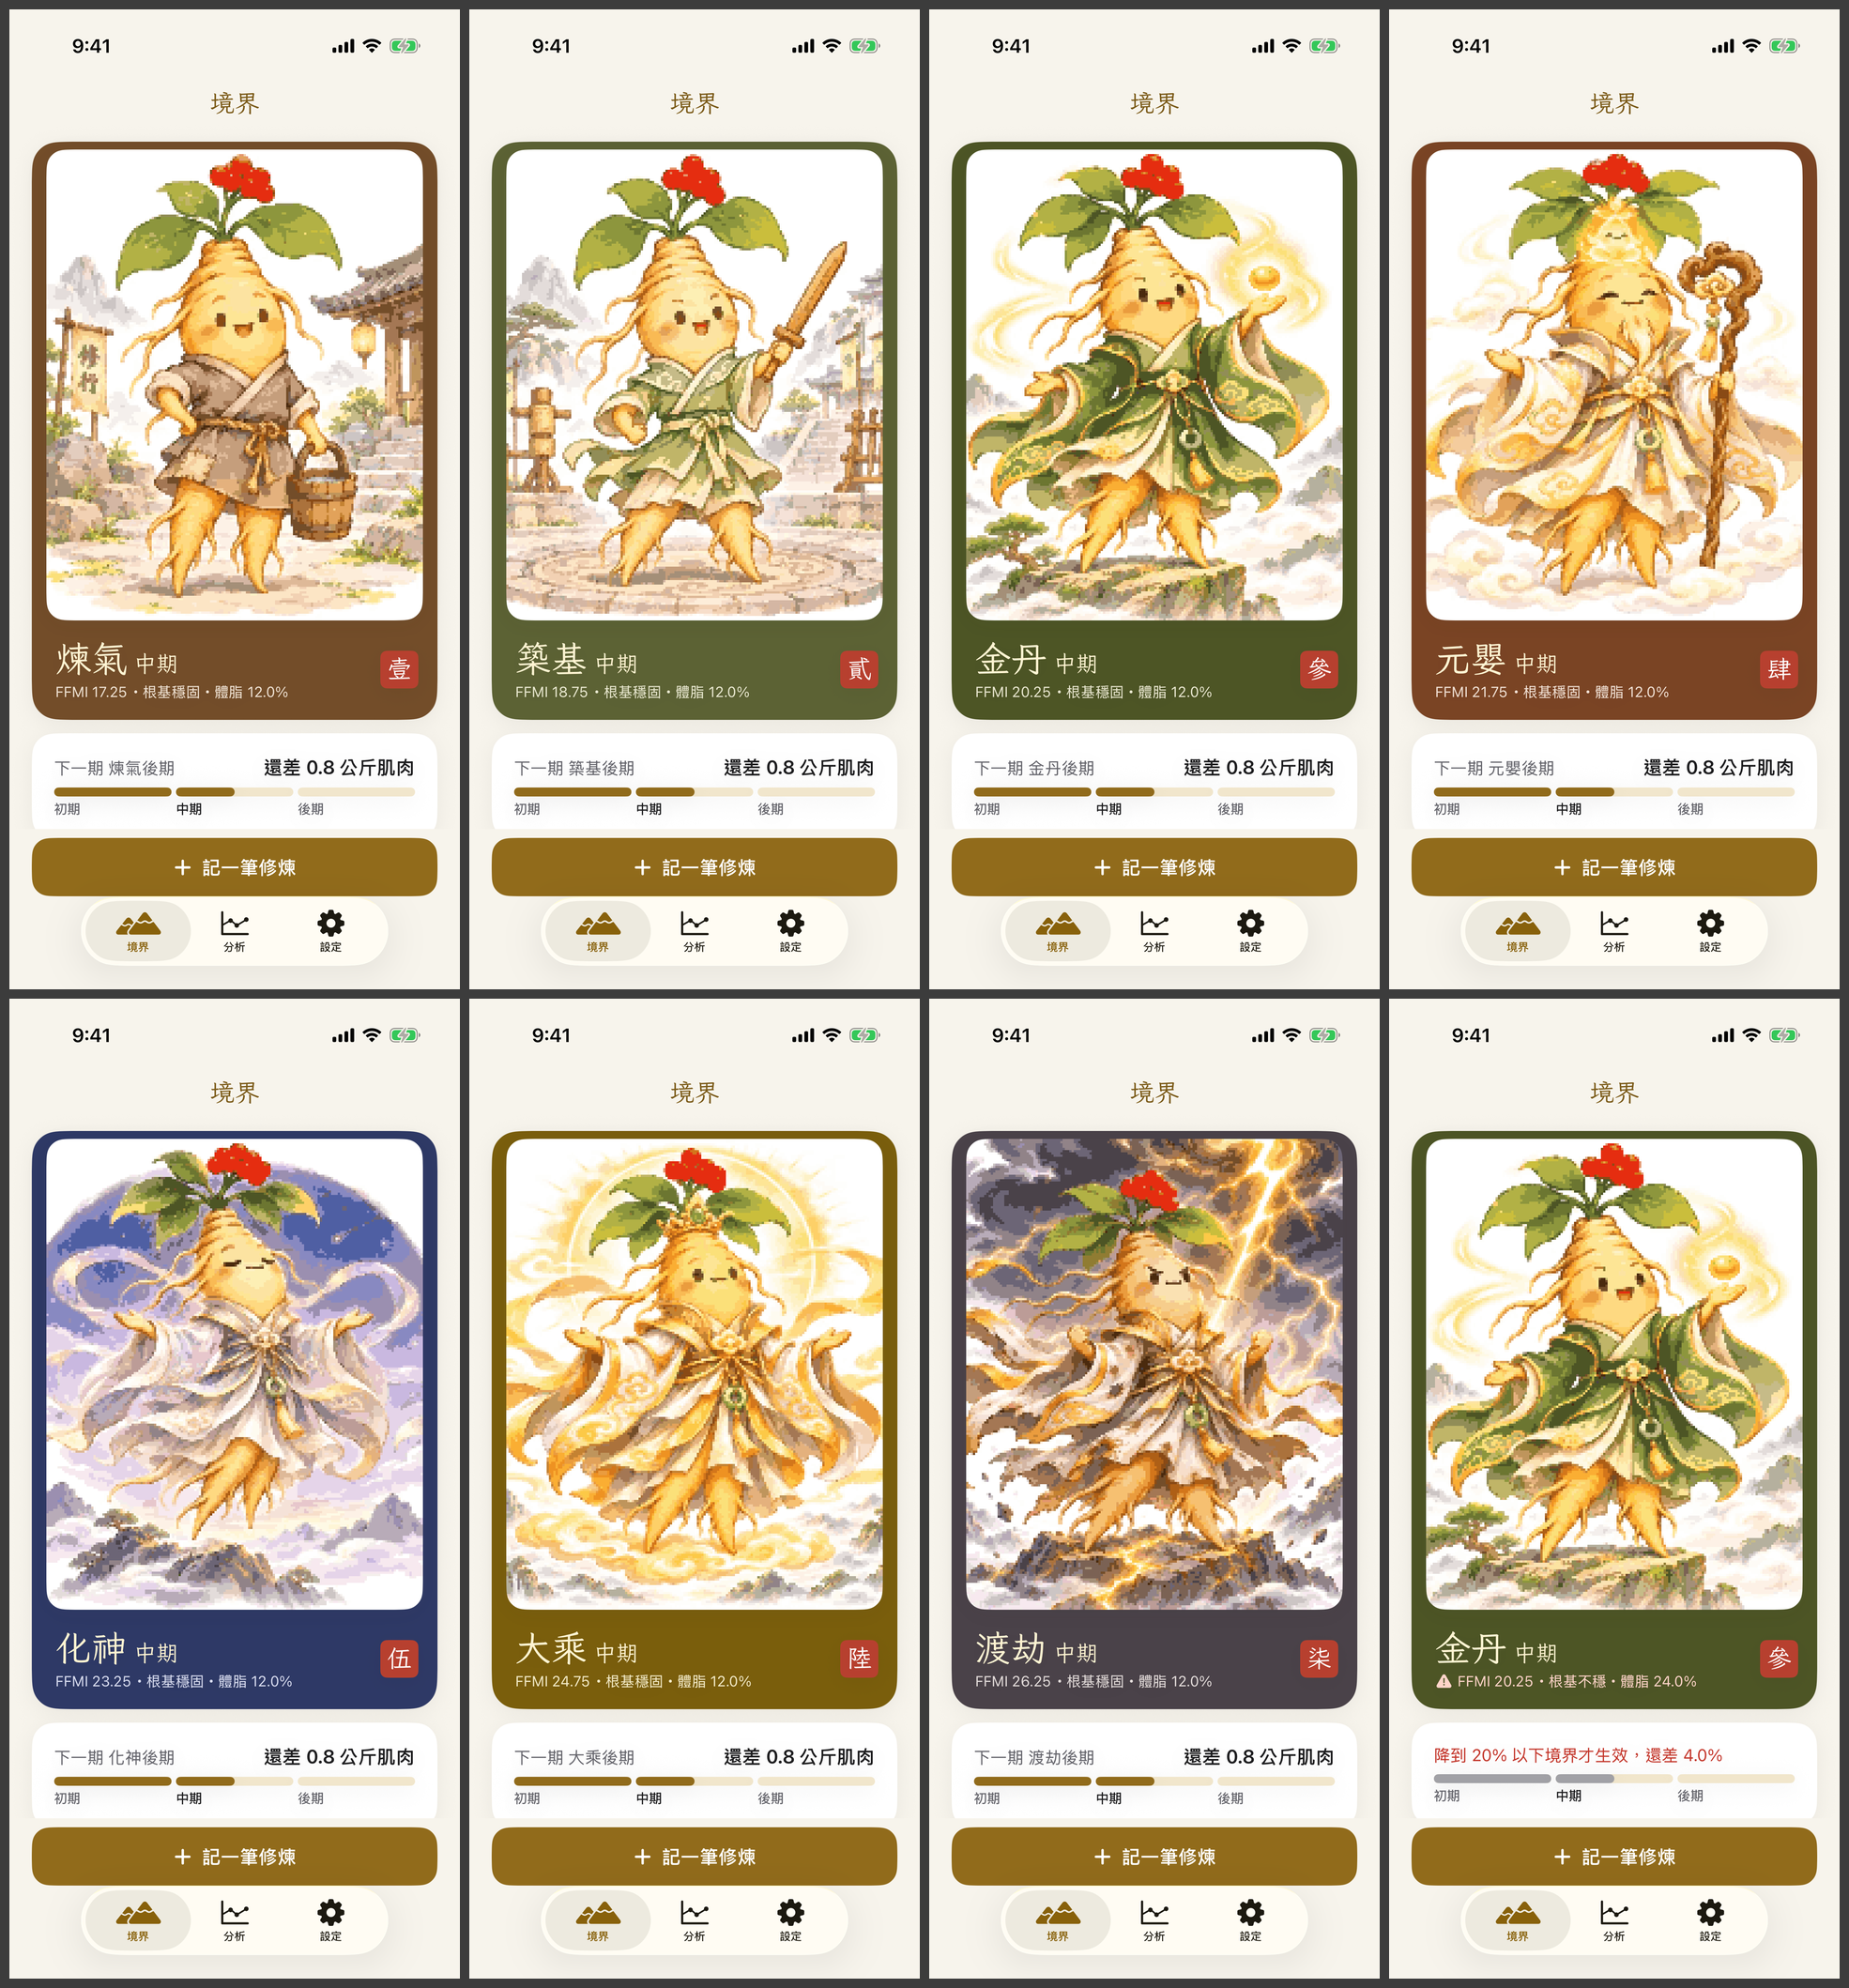 9:41
境界
煉氣 中期
壹
FFMI 17.25・根基穩固・體脂 12.0%
下一期 煉氣後期
還差 0.8 公斤肌肉
初期 中期 後期
+ 記一筆修煉
境界 分析 設定
9:41
境界
築基 中期
貳
FFMI 18.75・根基穩固・體脂 12.0%
下一期 築基後期
還差 0.8 公斤肌肉
初期 中期 後期
+ 記一筆修煉
境界 分析 設定
9:41
境界
金丹 中期
參
FFMI 20.25・根基穩固・體脂 12.0%
下一期 金丹後期
還差 0.8 公斤肌肉
初期 中期 後期
+ 記一筆修煉
境界 分析 設定
9:41
境界
元嬰 中期
肆
FFMI 21.75・根基穩固・體脂 12.0%
下一期 元嬰後期
還差 0.8 公斤肌肉
初期 中期 後期
+ 記一筆修煉
境界 分析 設定
9:41
境界
化神 中期
伍
FFMI 23.25・根基穩固・體脂 12.0%
下一期 化神後期
還差 0.8 公斤肌肉
初期 中期 後期
+ 記一筆修煉
境界 分析 設定
9:41
境界
大乘 中期
陸
FFMI 24.75・根基穩固・體脂 12.0%
下一期 大乘後期
還差 0.8 公斤肌肉
初期 中期 後期
+ 記一筆修煉
境界 分析 設定
9:41
境界
渡劫 中期
柒
FFMI 26.25・根基穩固・體脂 12.0%
下一期 渡劫後期
還差 0.8 公斤肌肉
初期 中期 後期
+ 記一筆修煉
境界 分析 設定
9:41
境界
金丹 中期
參
FFMI 20.25・根基不穩・體脂 24.0%
降到 20% 以下境界才生效，還差 4.0%
初期 中期 後期
+ 記一筆修煉
境界 分析 設定